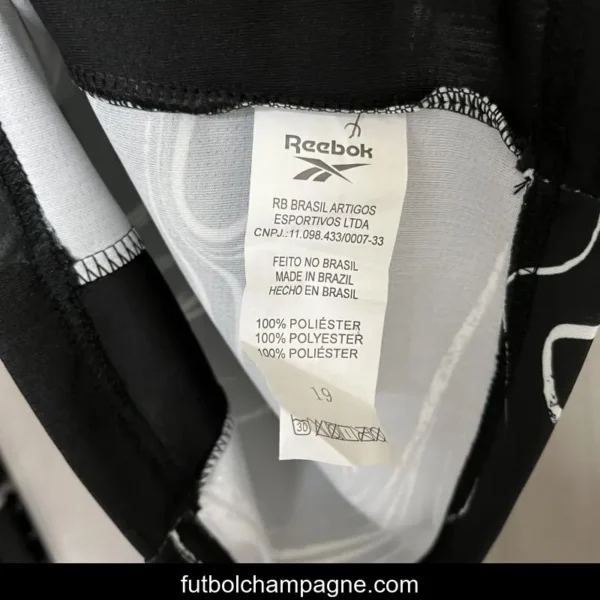 Reebok
RB BRASIL ARTIGOS
ESPORTIVOS LTDA
CNPJ.:11.098.433/0007-33
FEITO NO BRASIL
MADE IN BRAZIL
HECHO EN BRASIL
100% POLIÉSTER
100% POLYESTER
100% POLIÉSTER
19
30
futbolchampagne.com